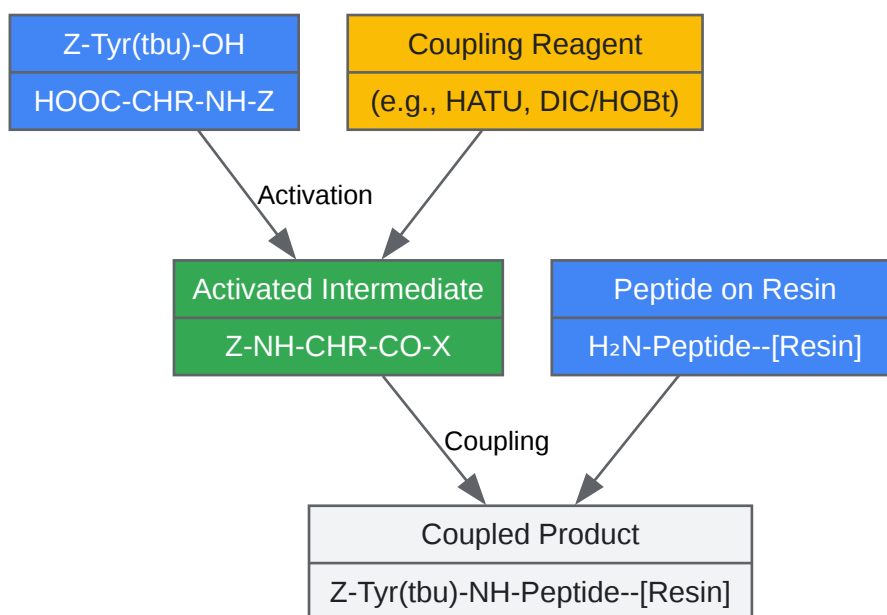 Z-Tyr(tbu)-OH
HOOC-CHR-NH-Z
Coupling Reagent
(e.g., HATU, DIC/HOBt)
Activation
Activated Intermediate
Z-NH-CHR-CO-X
Peptide on Resin
H₂N-Peptide--[Resin]
Coupling
Coupled Product
Z-Tyr(tbu)-NH-Peptide--[Resin]